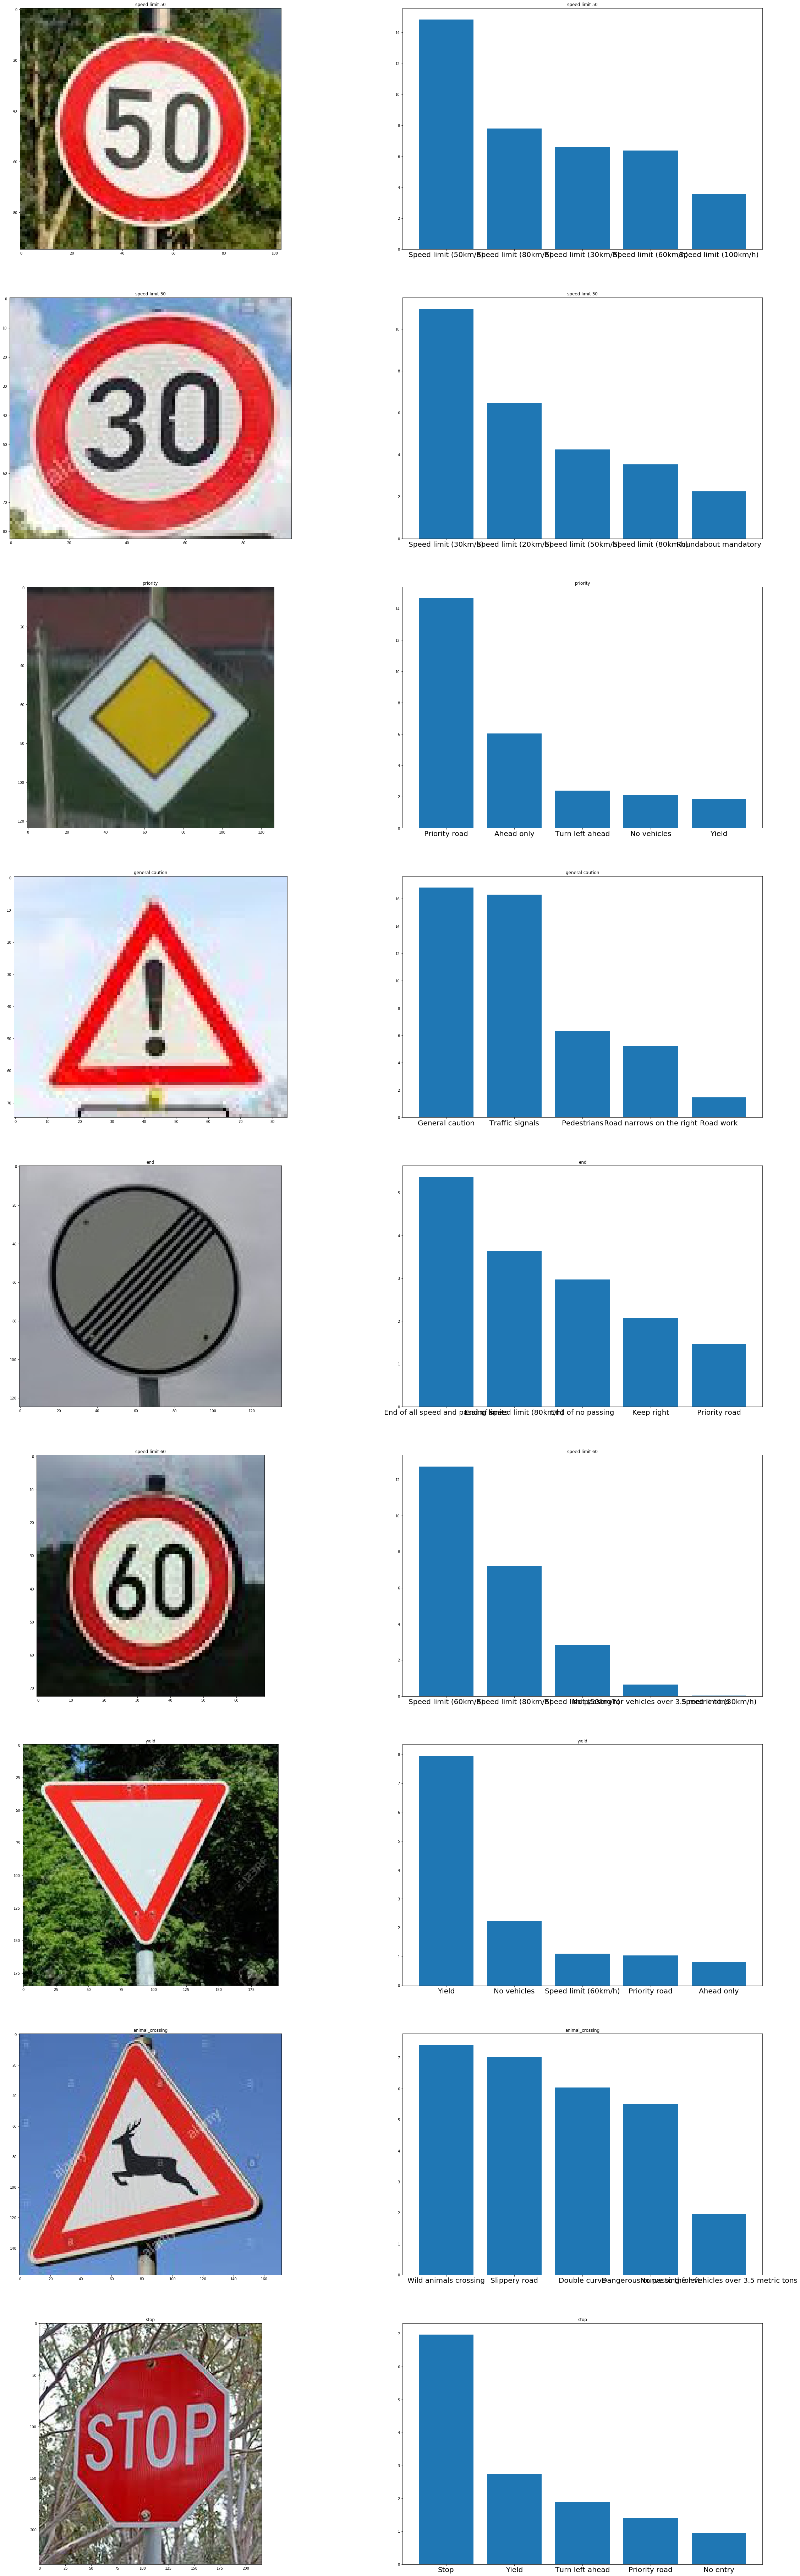 speed limit 50
speed limit 50
50
Speed limit (50km/h)
Speed limit (80km/h)
Speed limit (30km/h)
Speed limit (60km/h)
Speed limit (100km/h)
speed limit 30
speed limit 30
30
alamy
a
Speed limit (30km/h)
Speed limit (20km/h)
Speed limit (50km/h)
Speed limit (80km/h)
Roundabout mandatory
priority
priority
Priority road
Ahead only
Turn left ahead
No vehicles
Yield
general caution
general caution
!
General caution
Traffic signals
Pedestrians
Road narrows on the right
Road work
end
end
End of all speed and passing limits
End of speed limit (80km/h)
End of no passing
Keep right
Priority road
speed limit 60
speed limit 60
60
Speed limit (60km/h)
Speed limit (80km/h)
Speed limit (50km/h)
No passing for vehicles over 3.5 metric tons
Speed limit (30km/h)
yield
yield
123RF
Yield
No vehicles
Speed limit (60km/h)
Priority road
Ahead only
animal_crossing
animal_crossing
alamy
alamy
alamy
Wild animals crossing
Slippery road
Double curve
Dangerous curve to the left
No passing for vehicles over 3.5 metric tons
stop
stop
STOP
Stop
Yield
Turn left ahead
Priority road
No entry